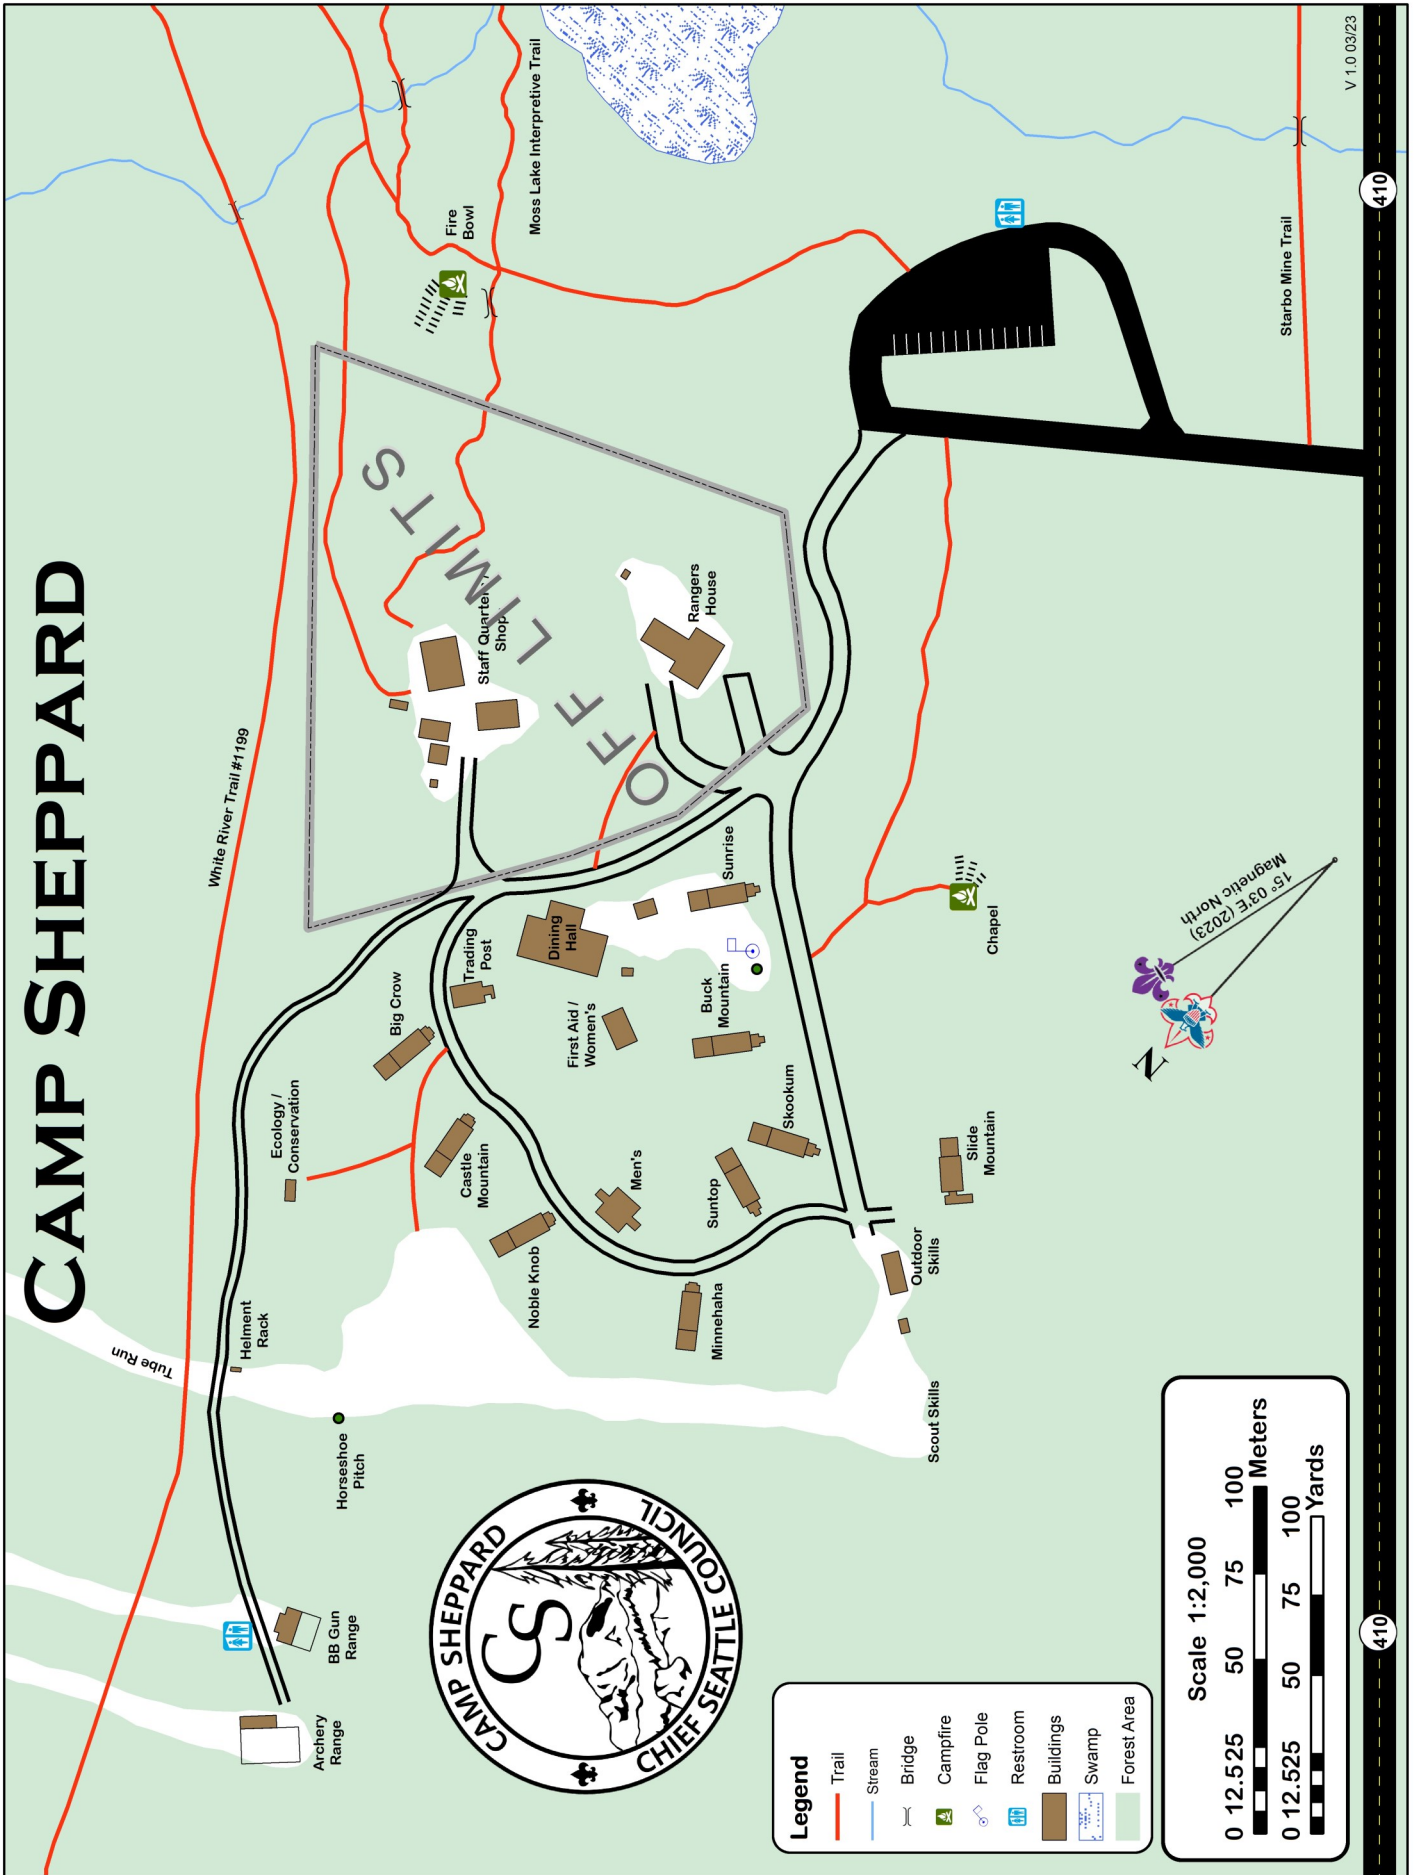 CAMP SHEPPARD
White River Trail #1199
Moss Lake Interpretive Trail
Fire
Bowl
OFF LIMITS
Staff Quarters /
Shop
Rangers
House
Starbo Mine Trail
V 1.0 03/23
410
410
Tube Run
Helment
Rack
Horseshoe
Pitch
BB Gun
Range
Archery
Range
Ecology /
Conservation
Big Crow
Trading
Post
Dining
Hall
Sunrise
First Aid /
Women's
Buck
Mountain
Castle
Mountain
Noble Knob
Men's
Suntop
Skookum
Minnehaha
Outdoor
Skills
Slide
Mountain
Scout Skills
Chapel
15° 03'E (2023)
Magnetic North
N
CAMP SHEPPARD
CS
CHIEF SEATTLE COUNCIL
Legend
Trail
Stream
Bridge
Campfire
Flag Pole
Restroom
Buildings
Swamp
Forest Area
Scale 1:2,000
0 12.525 50 75 100
Meters
0 12.525 50 75 100
Yards